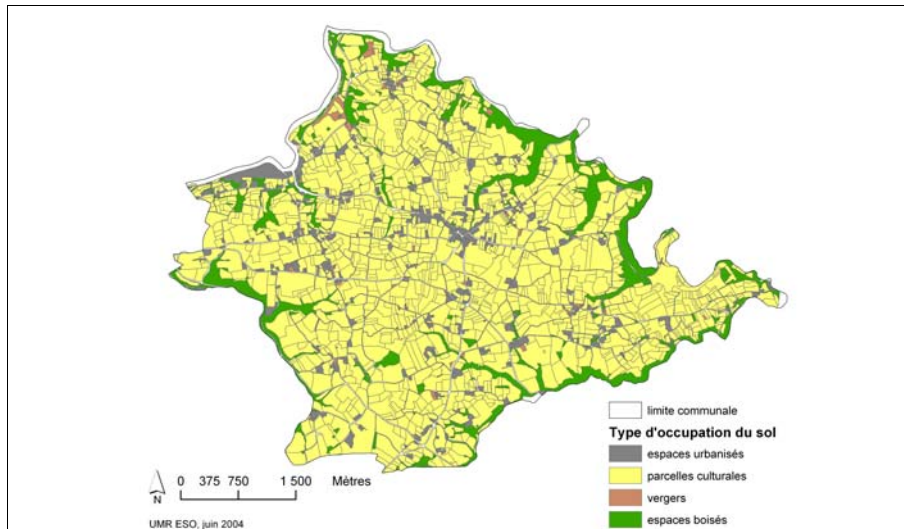 limite communale
Type d'occupation du sol
espaces urbanisés
parcelles culturales
vergers
espaces boisés
N
0 375 750 1 500 Mètres
UMR ESO, juin 2004